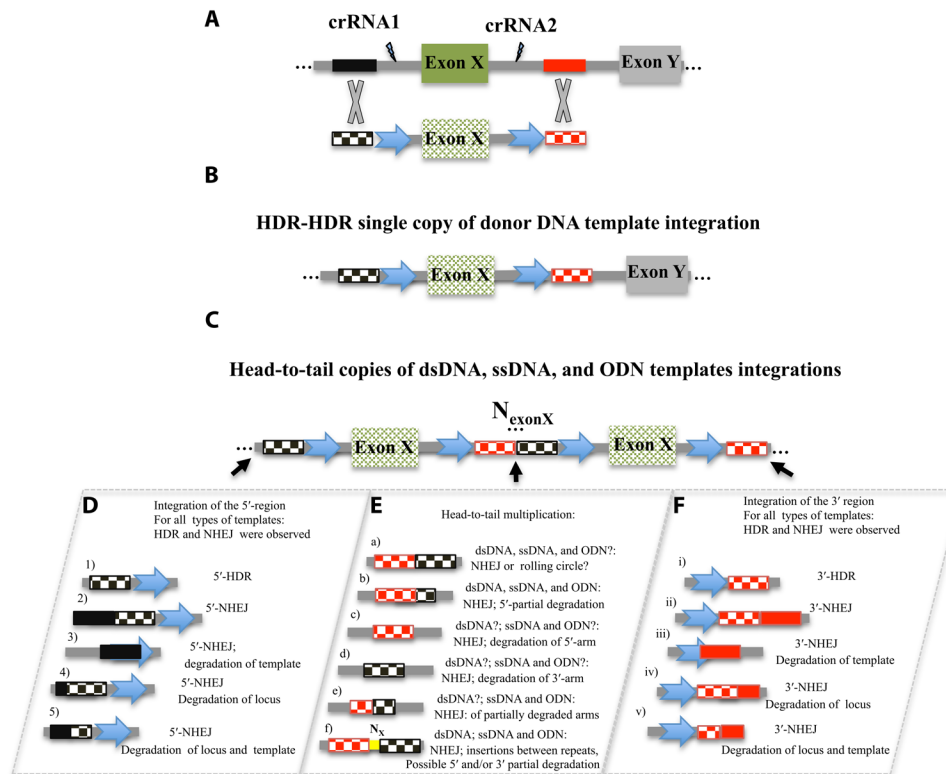 A
crRNA1
crRNA2
...
Exon X
Exon Y
...
Exon X
B
HDR-HDR single copy of donor DNA template integration
...
Exon X
Exon Y
...
C
Head-to-tail copies of dsDNA, ssDNA, and ODN templates integrations
NexonX
...
...
Exon X
Exon X
...
D
Integration of the 5′-region
For all types of templates:
HDR and NHEJ were observed
1)
5′-HDR
2)
5′-NHEJ
3)
5′-NHEJ;
degradation of template
4)
5′-NHEJ
Degradation of locus
5)
5′-NHEJ
Degradation of locus and template
E
Head-to-tail multiplication:
a)
dsDNA, ssDNA, and ODN?:
NHEJ or rolling circle?
b)
dsDNA, ssDNA, and ODN:
NHEJ; 5′-partial degradation
c)
dsDNA?; ssDNA and ODN?:
NHEJ; degradation of 5′-arm
d)
dsDNA?; ssDNA and ODN?:
NHEJ; degradation of 3′-arm
e)
dsDNA?; ssDNA and ODN:
NHEJ: of partially degraded arms
f)
Nx
dsDNA; ssDNA and ODN:
NHEJ; insertions between repeats,
Possible 5′ and/or 3′ partial degradation
F
Integration of the 3′ region
For all types of templates:
HDR and NHEJ were observed
i)
3′-HDR
ii)
3′-NHEJ
iii)
3′-NHEJ
Degradation of template
iv)
3′-NHEJ
Degradation of locus
v)
3′-NHEJ
Degradation of locus and template